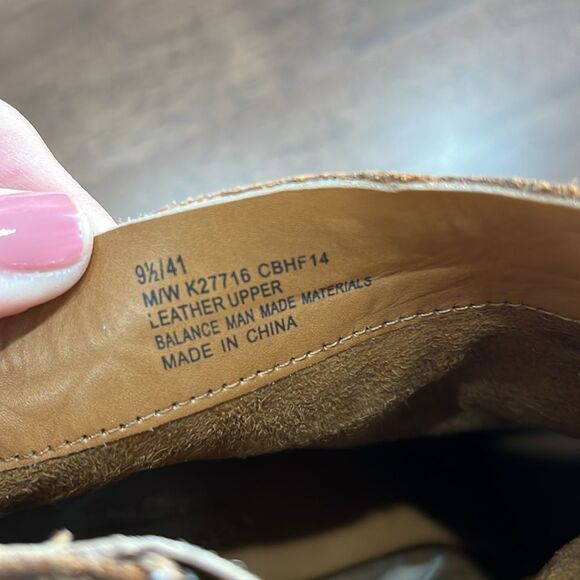 9½/41
M/W K27716 CBHF14
LEATHER UPPER
BALANCE MAN MADE MATERIALS
MADE IN CHINA